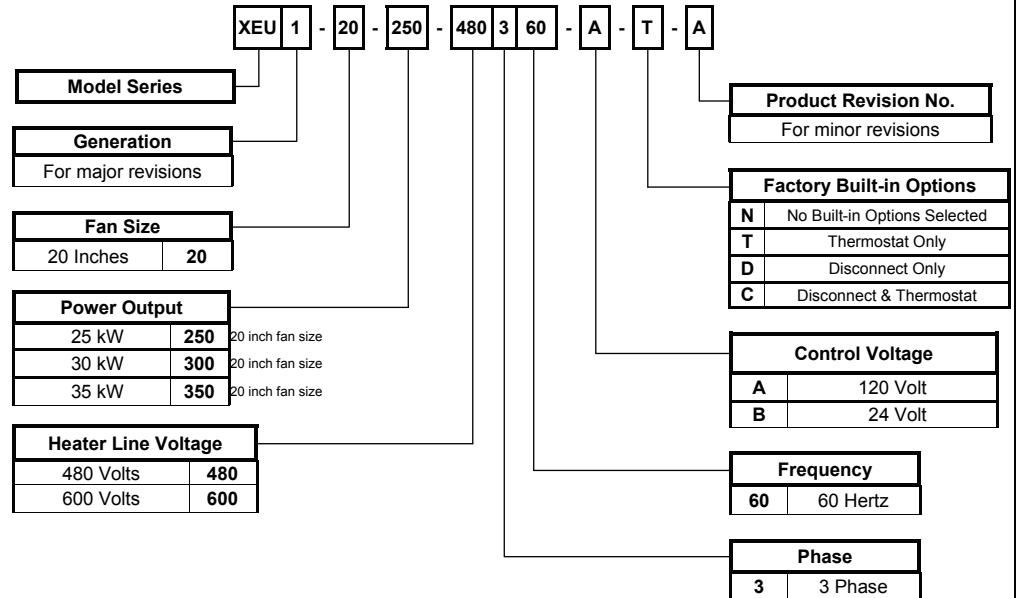 XEU 1 - 20 - 250 - 480 3 60 - A - T - A
Model Series
Generation
For major revisions
Fan Size
20 Inches 20
Power Output
25 kW 250 20 inch fan size
30 kW 300 20 inch fan size
35 kW 350 20 inch fan size
Heater Line Voltage
480 Volts 480
600 Volts 600
Product Revision No.
For minor revisions
Factory Built-in Options
N No Built-in Options Selected
T Thermostat Only
D Disconnect Only
C Disconnect & Thermostat
Control Voltage
A 120 Volt
B 24 Volt
Frequency
60 60 Hertz
Phase
3 3 Phase